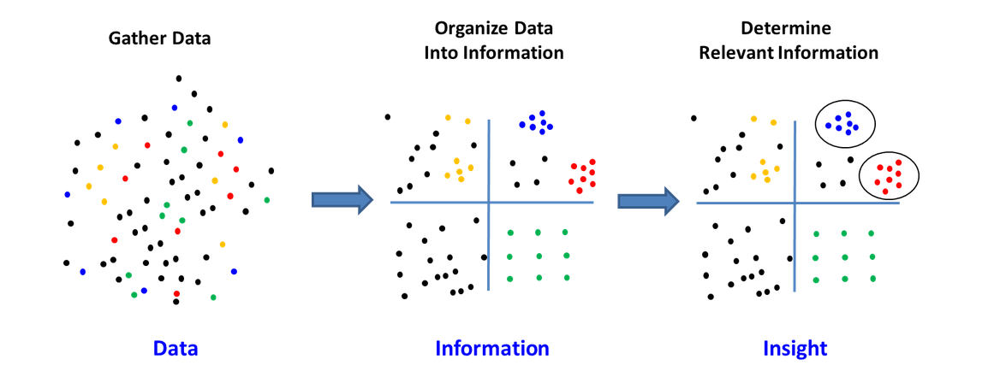 Gather Data
Organize Data
Into Information
Determine
Relevant Information
Data
Information
Insight